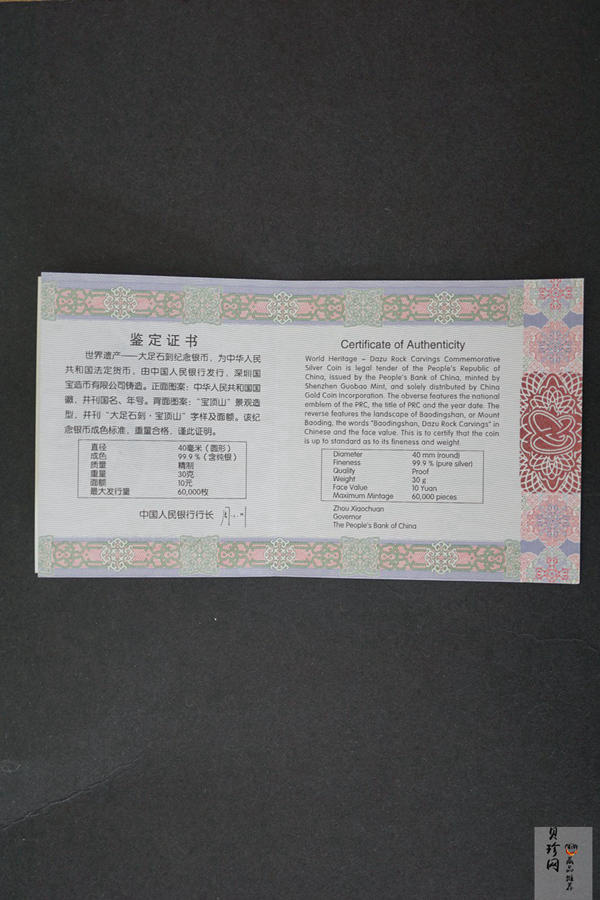 鉴定证书
世界遗产——大足石刻纪念银币，为中华人民
共和国法定货币，由中国人民银行发行，深圳国
宝造币有限公司铸造。正面图案：中华人民共和国国
徽，并刊国名、年号。背面图案：“宝顶山”景观造
型，并刊“大足石刻·宝顶山”字样及面额。该纪
念银币成色标准，重量合格，谨此证明。
直径 40毫米（圆形）
成色 99.9％（含纯银）
质量 精制
重量 30克
面额 10元
最大发行量 60,000枚
中国人民银行行长
Certificate of Authenticity
World Heritage – Dazu Rock Carvings Commemorative
Silver Coin is legal tender of the People's Republic of
China, issued by the People's Bank of China, minted by
Shenzhen Guobao Mint, and solely distributed by China
Gold Coin Incorporation. The obverse features the national
emblem of the PRC, the title of PRC and the year date. The
reverse features the landscape of Baodingshan, or Mount
Baoding, the words "Baodingshan, Dazu Rock Carvings" in
Chinese and the face value. This is to certify that the coin
is up to standard as to its fineness and weight.
Diameter 40 mm (round)
Fineness 99.9 % (pure silver)
Quality Proof
Weight 30 g
Face Value 10 Yuan
Maximum Mintage 60,000 pieces
Zhou Xiaochuan
Governor
The People's Bank of China
贝珍网
藏品推荐